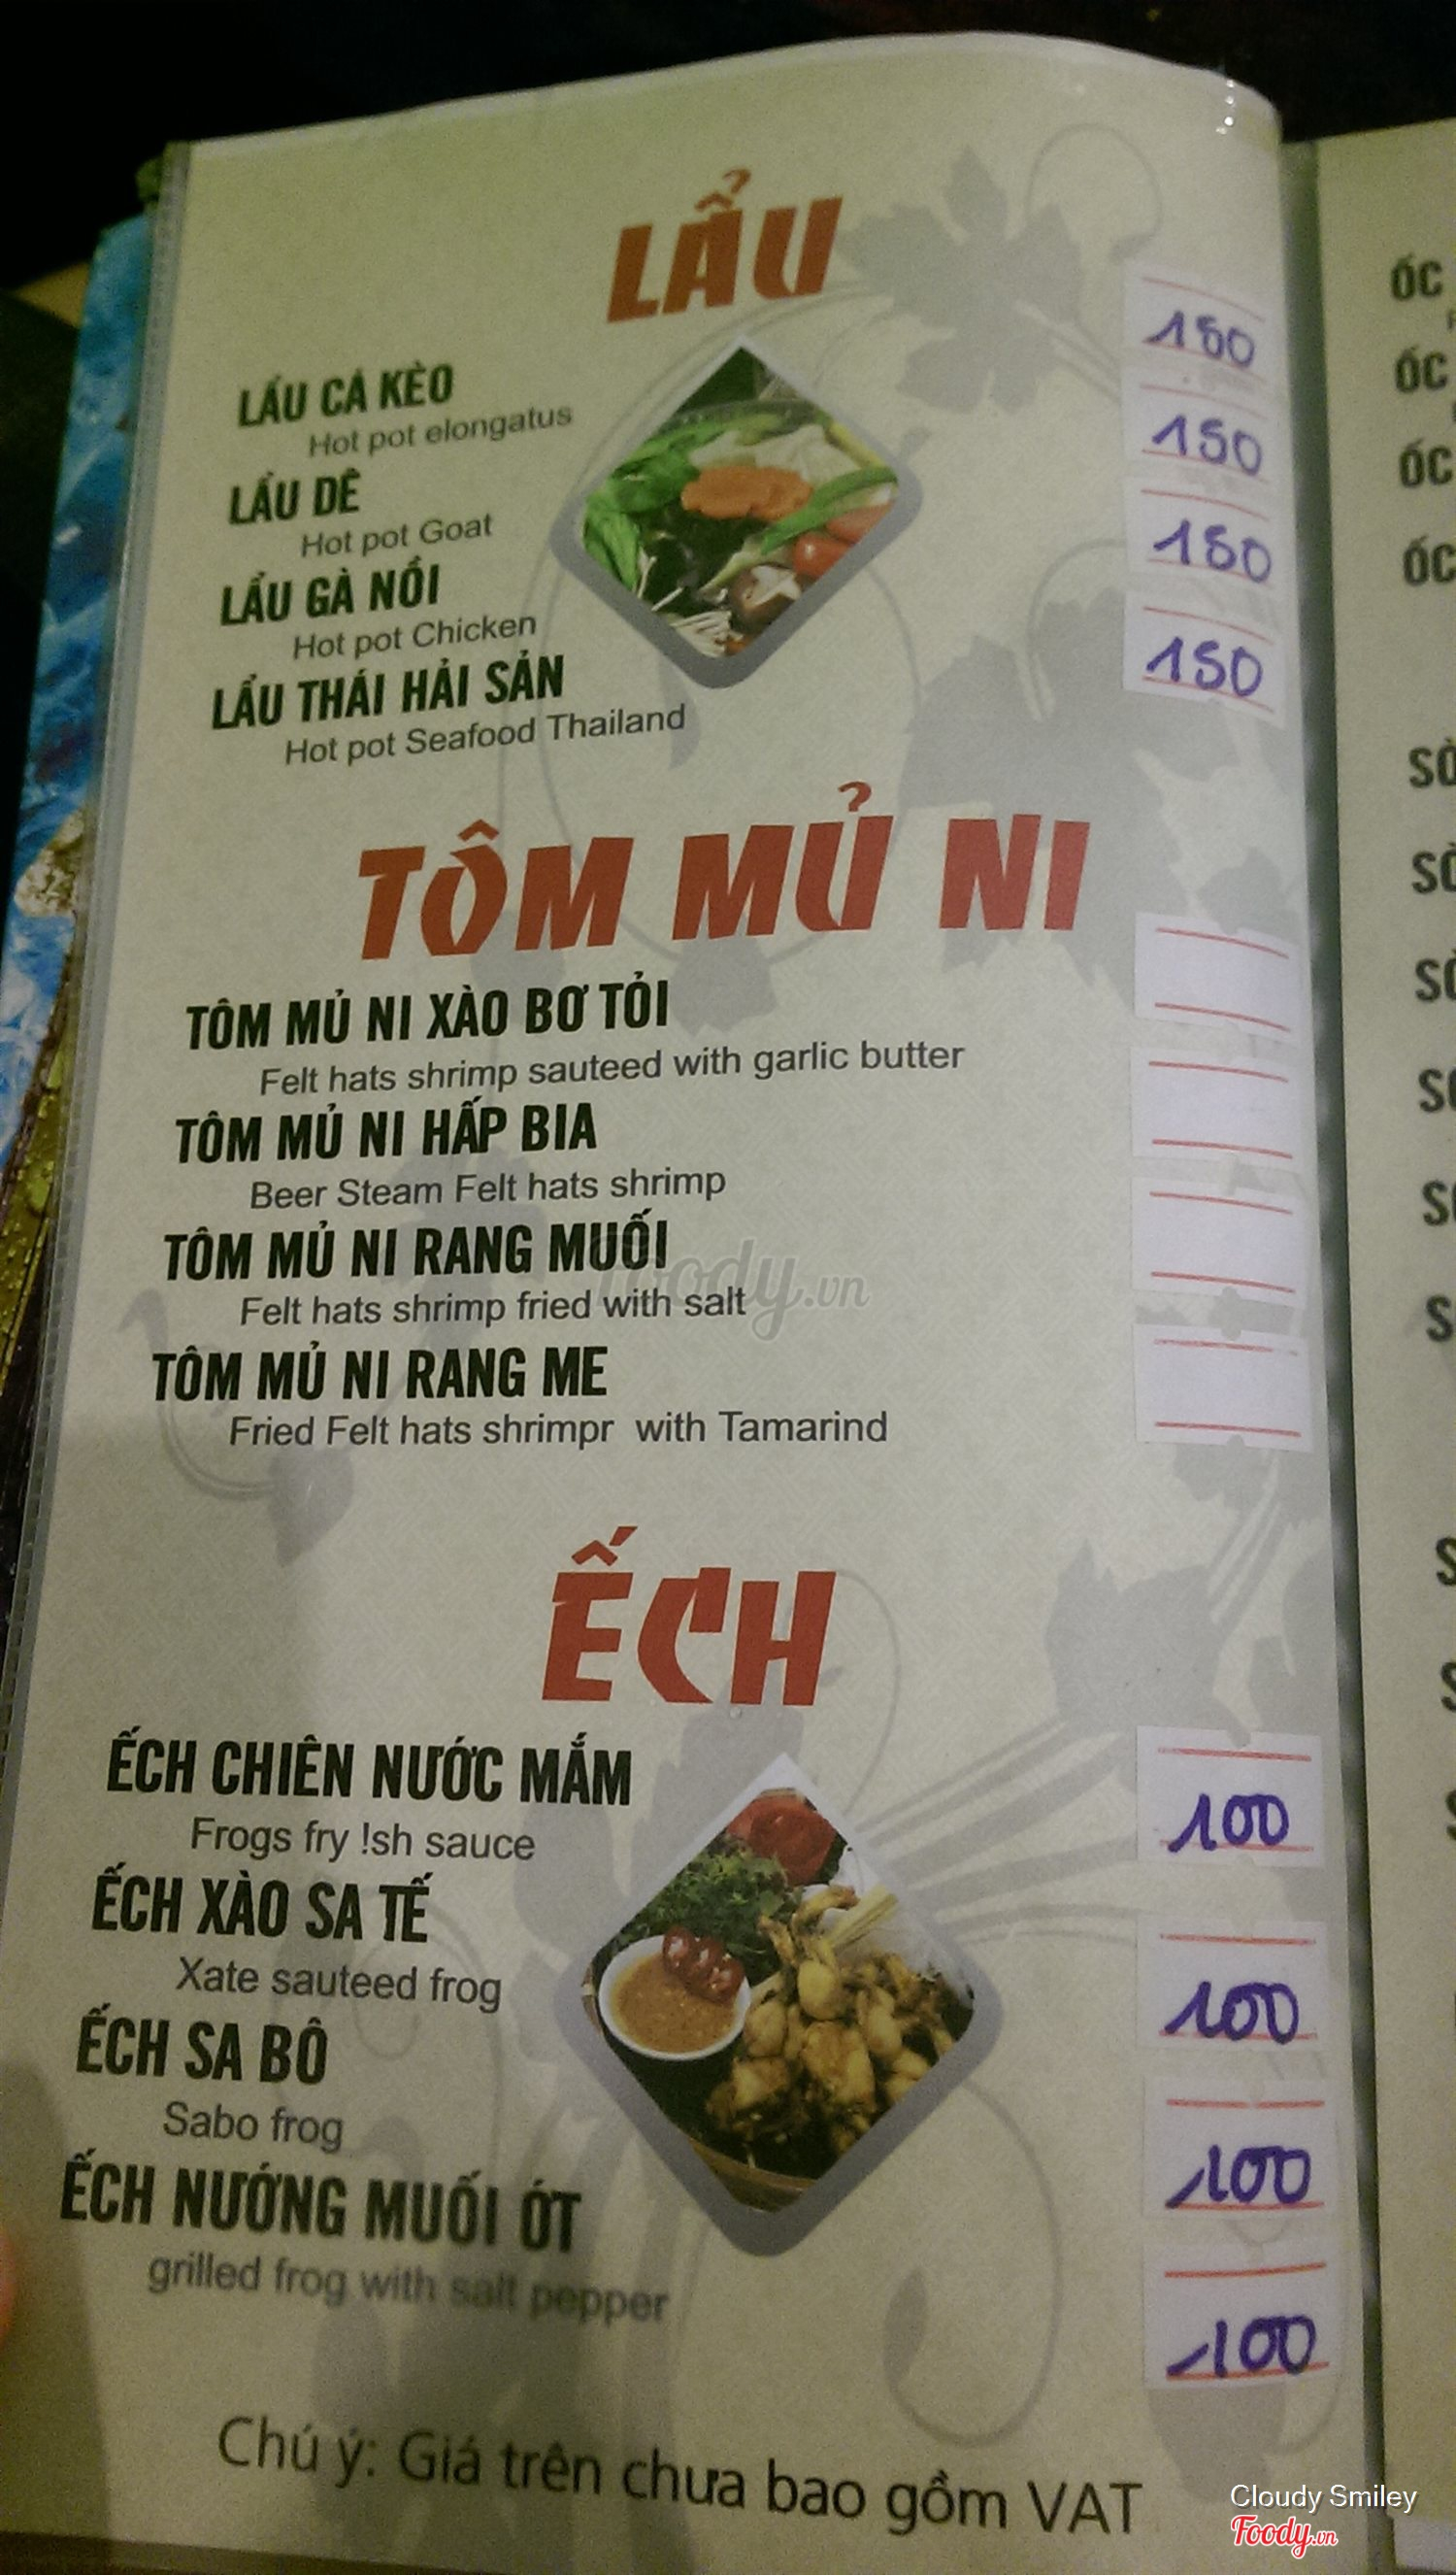 LẨU
LẨU CÁ KÈO
150
Hot pot elongatus
LẨU DÊ
150
Hot pot Goat
LẨU GÀ NÒI
150
Hot pot Chicken
LẨU THÁI HẢI SẢN
150
Hot pot Seafood Thailand
TÔM MỦ NI
TÔM MỦ NI XÀO BƠ TỎI
Felt hats shrimp sauteed with garlic butter
TÔM MỦ NI HẤP BIA
Beer Steam Felt hats shrimp
TÔM MỦ NI RANG MUỐI
Felt hats shrimp fried with salt
TÔM MỦ NI RANG ME
Fried Felt hats shrimpr with Tamarind
ẾCH
ẾCH CHIÊN NƯỚC MẮM
100
Frogs fry !sh sauce
ẾCH XÀO SA TẾ
100
Xate sauteed frog
ẾCH SA BÔ
100
Sabo frog
ẾCH NƯỚNG MUỐI ỚT
100
grilled frog with salt pepper
Chú ý: Giá trên chưa bao gồm VAT
ỐC
ỐC
ỐC
ỐC
Foody.vn
Cloudy Smiley
Foody.vn